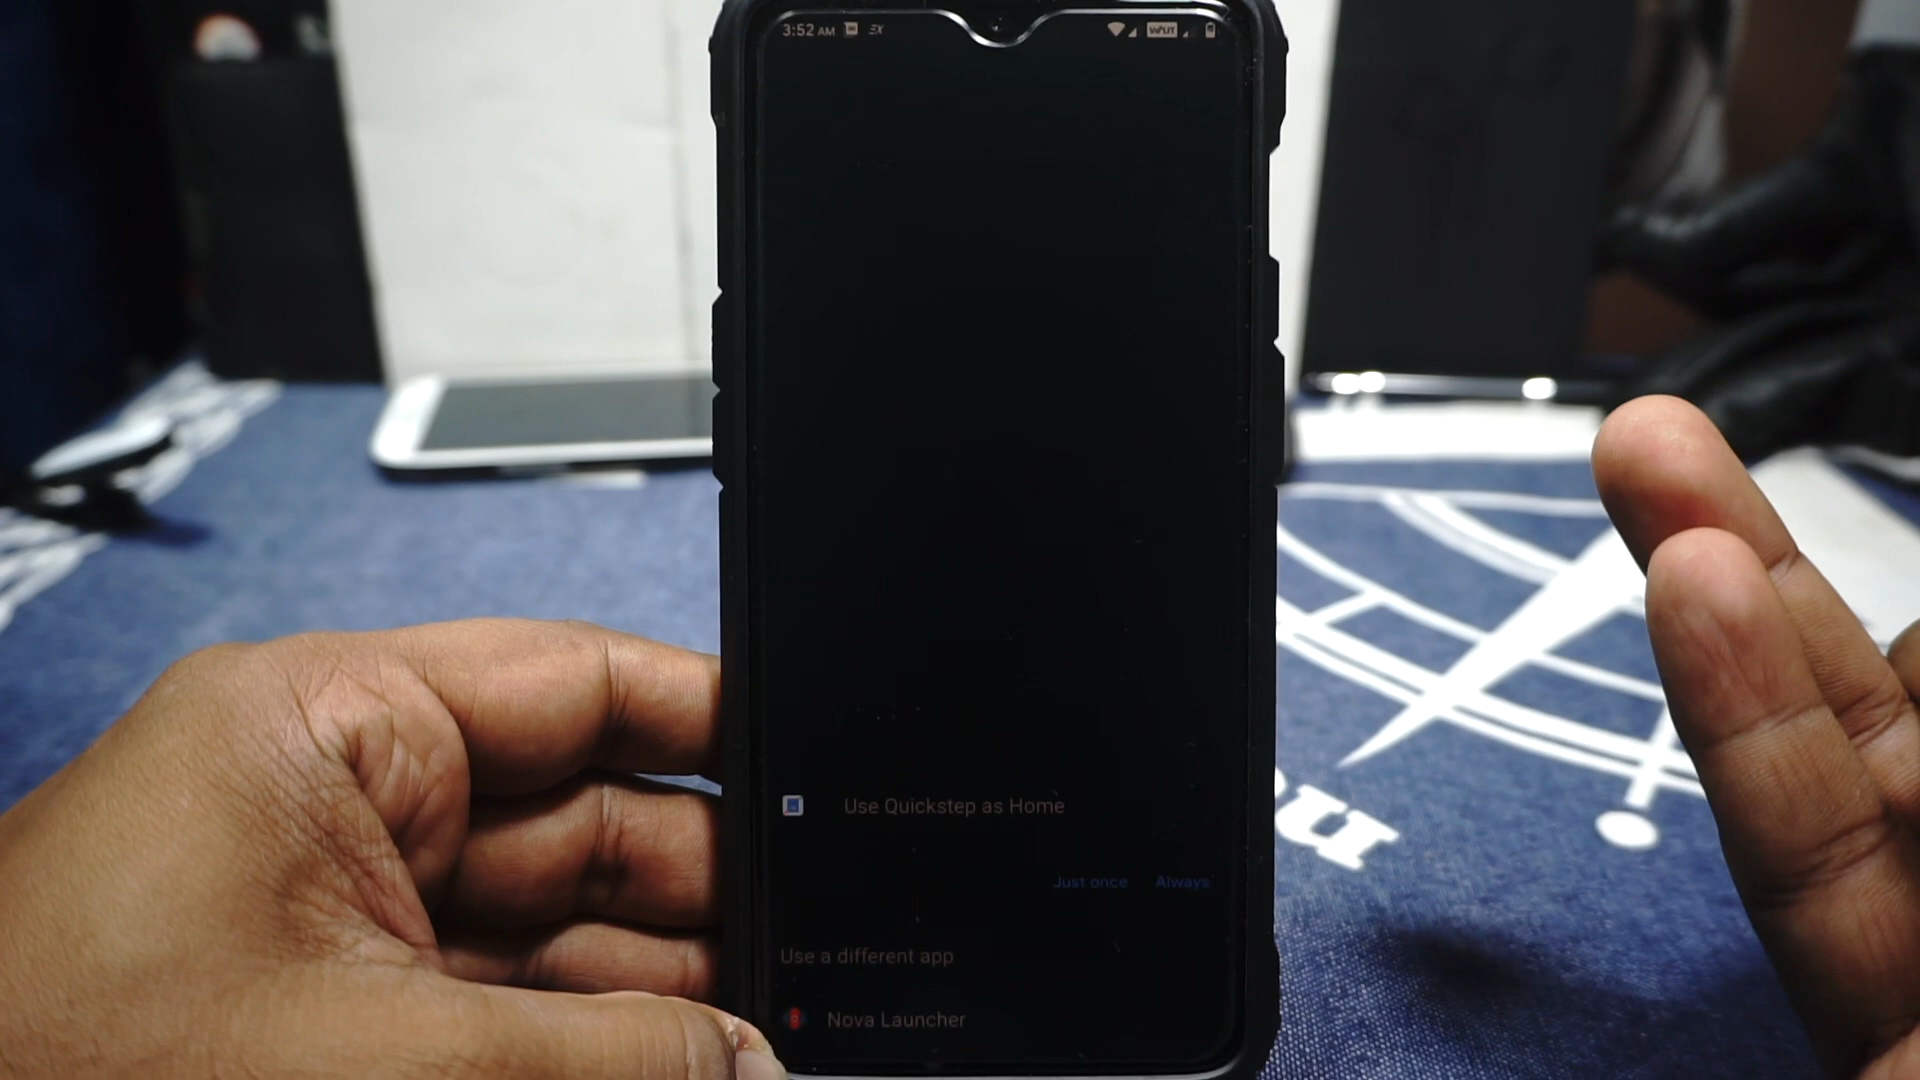 3:52 AM
Use Quickstep as Home
Just once Always
Use a different app
Nova Launcher